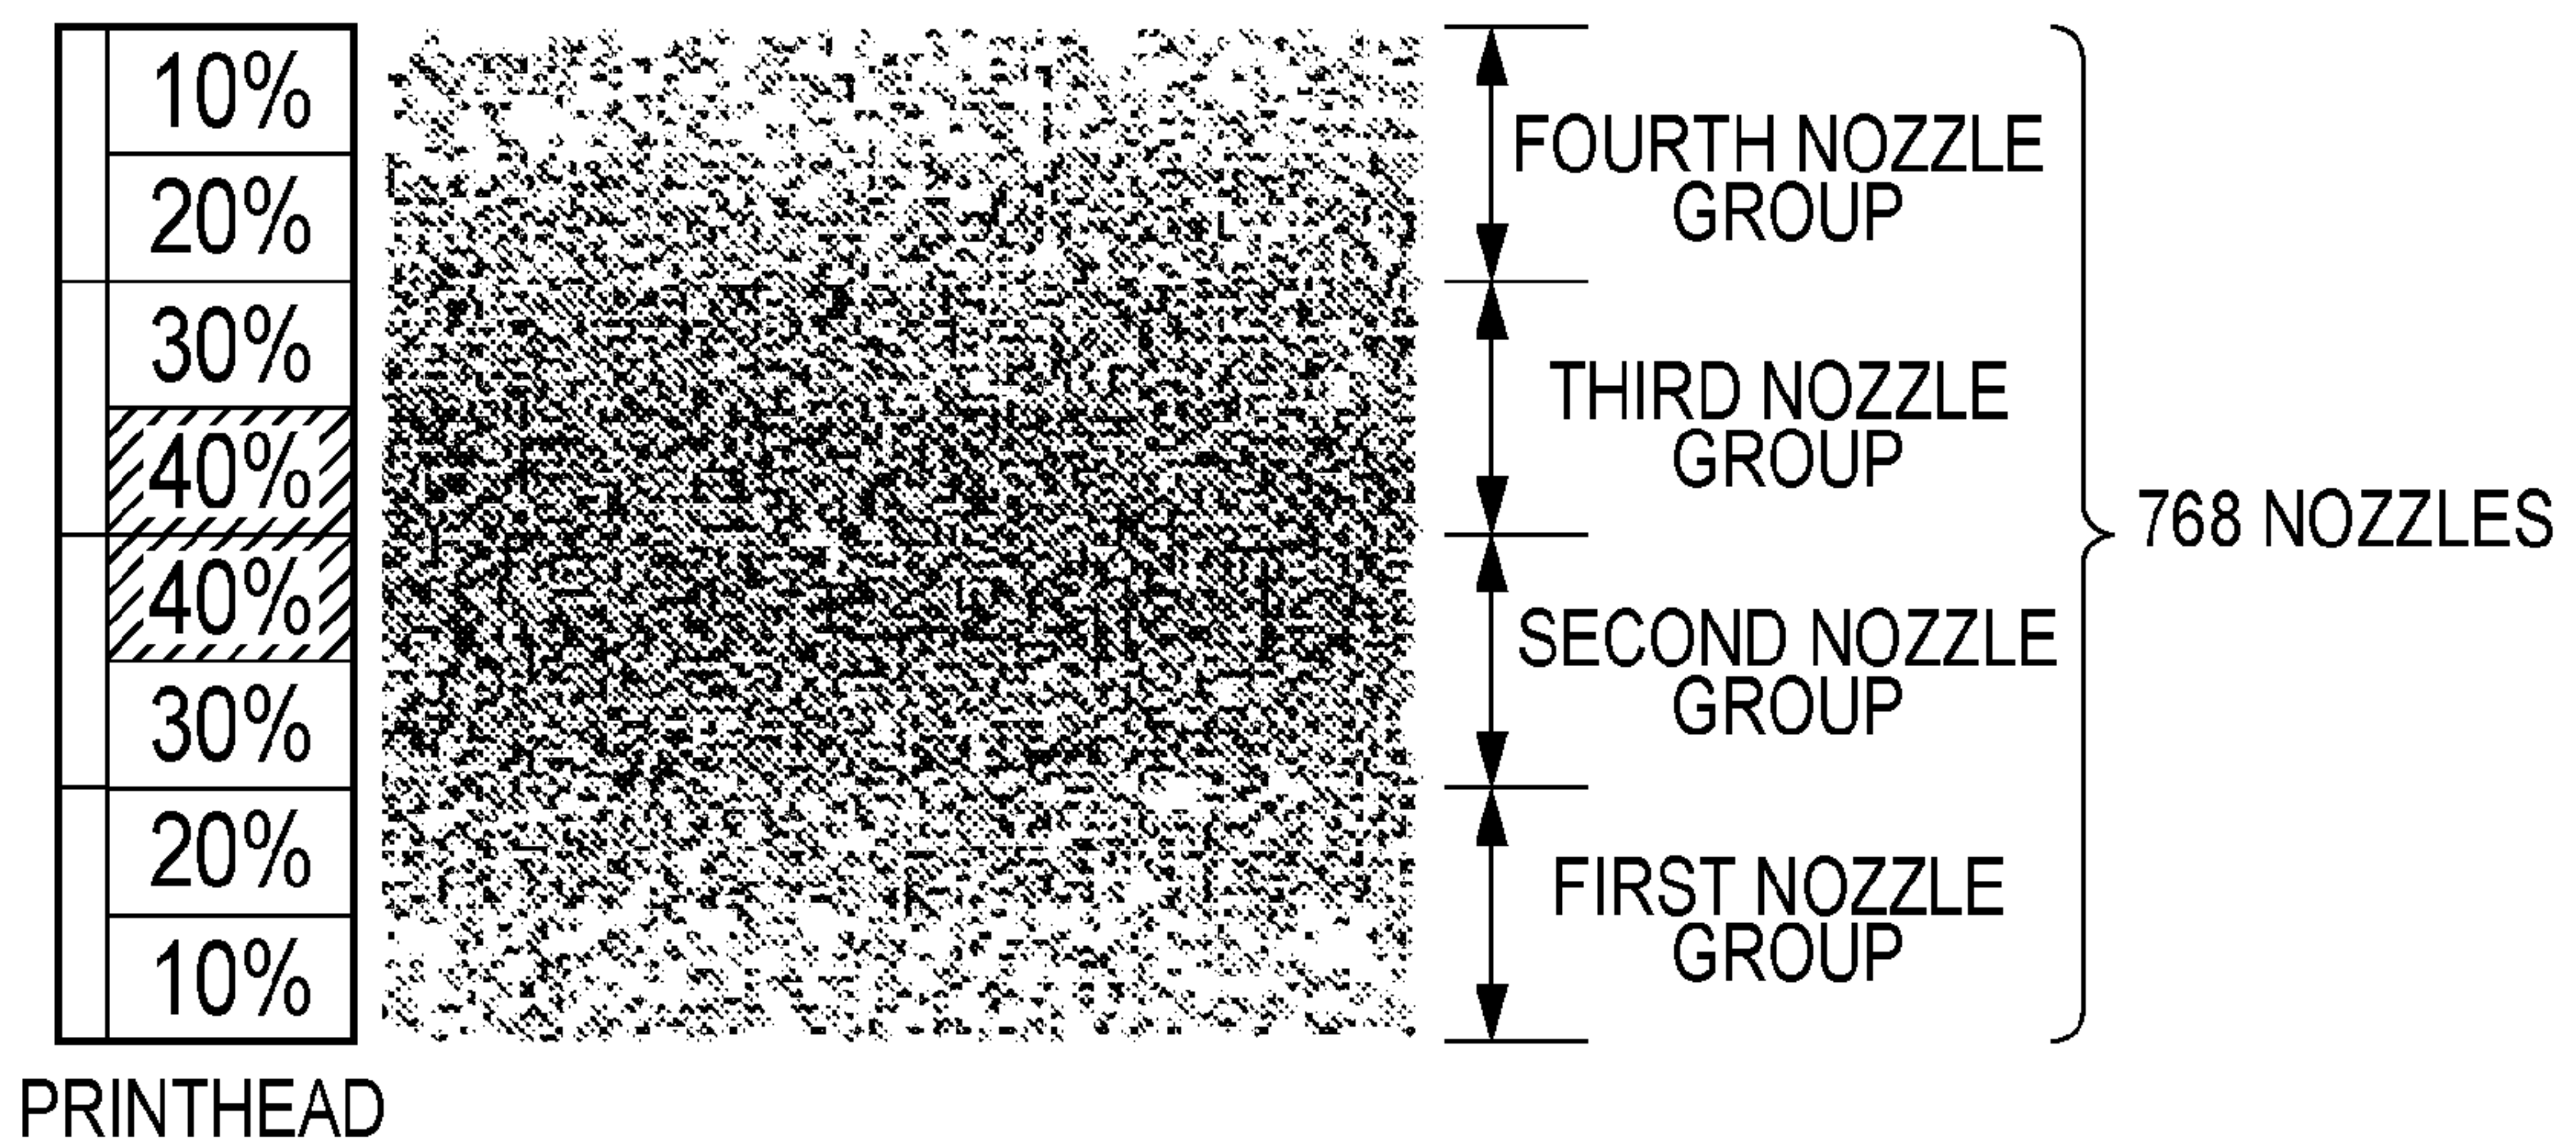 10%
20%
30%
40%
40%
30%
20%
10%
PRINTHEAD
FOURTH NOZZLE
GROUP
THIRD NOZZLE
GROUP
SECOND NOZZLE
GROUP
FIRST NOZZLE
GROUP
768 NOZZLES